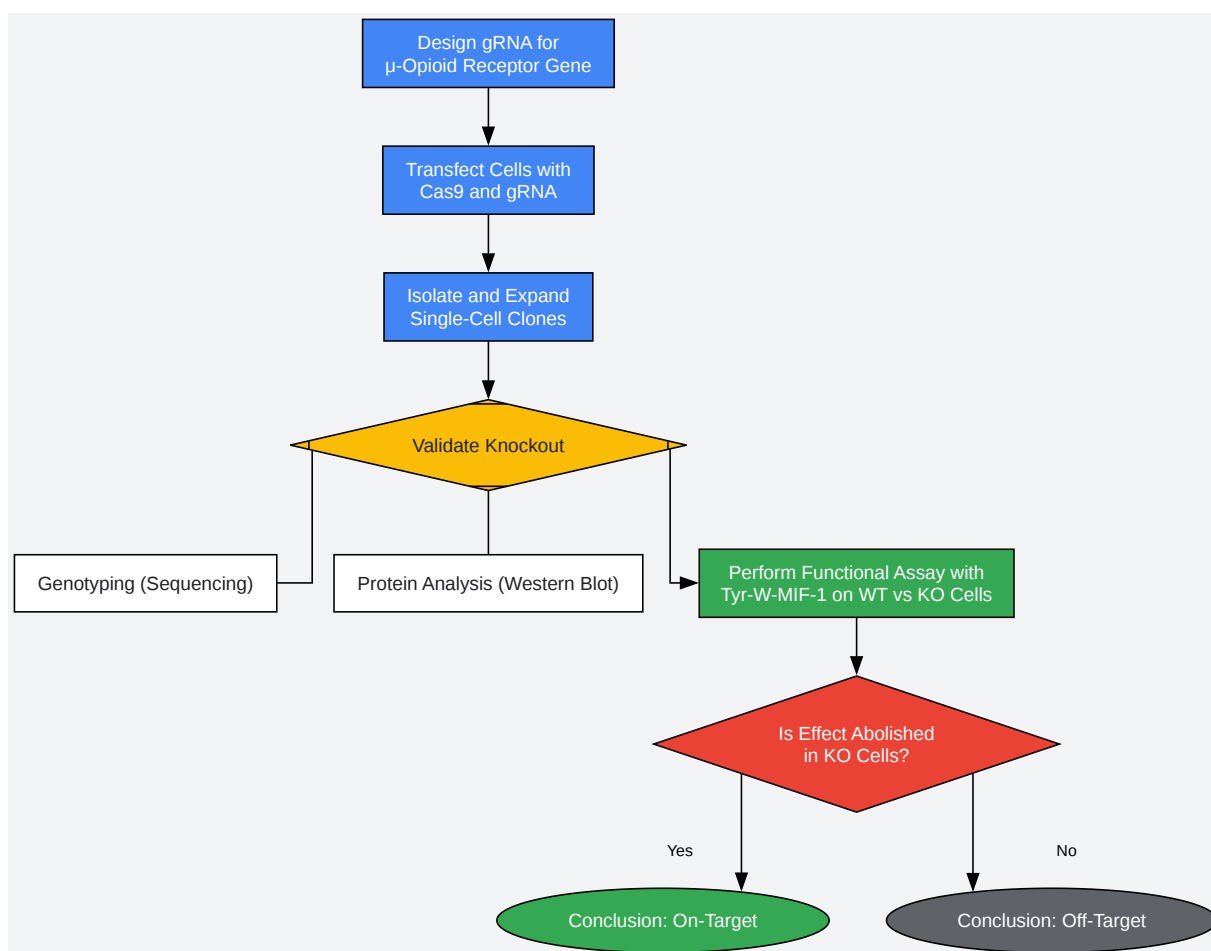 Design gRNA for
μ-Opioid Receptor Gene
Transfect Cells with
Cas9 and gRNA
Isolate and Expand
Single-Cell Clones
Validate Knockout
Genotyping (Sequencing)
Protein Analysis (Western Blot)
Perform Functional Assay with
Tyr-W-MIF-1 on WT vs KO Cells
Is Effect Abolished
in KO Cells?
Yes
No
Conclusion: On-Target
Conclusion: Off-Target